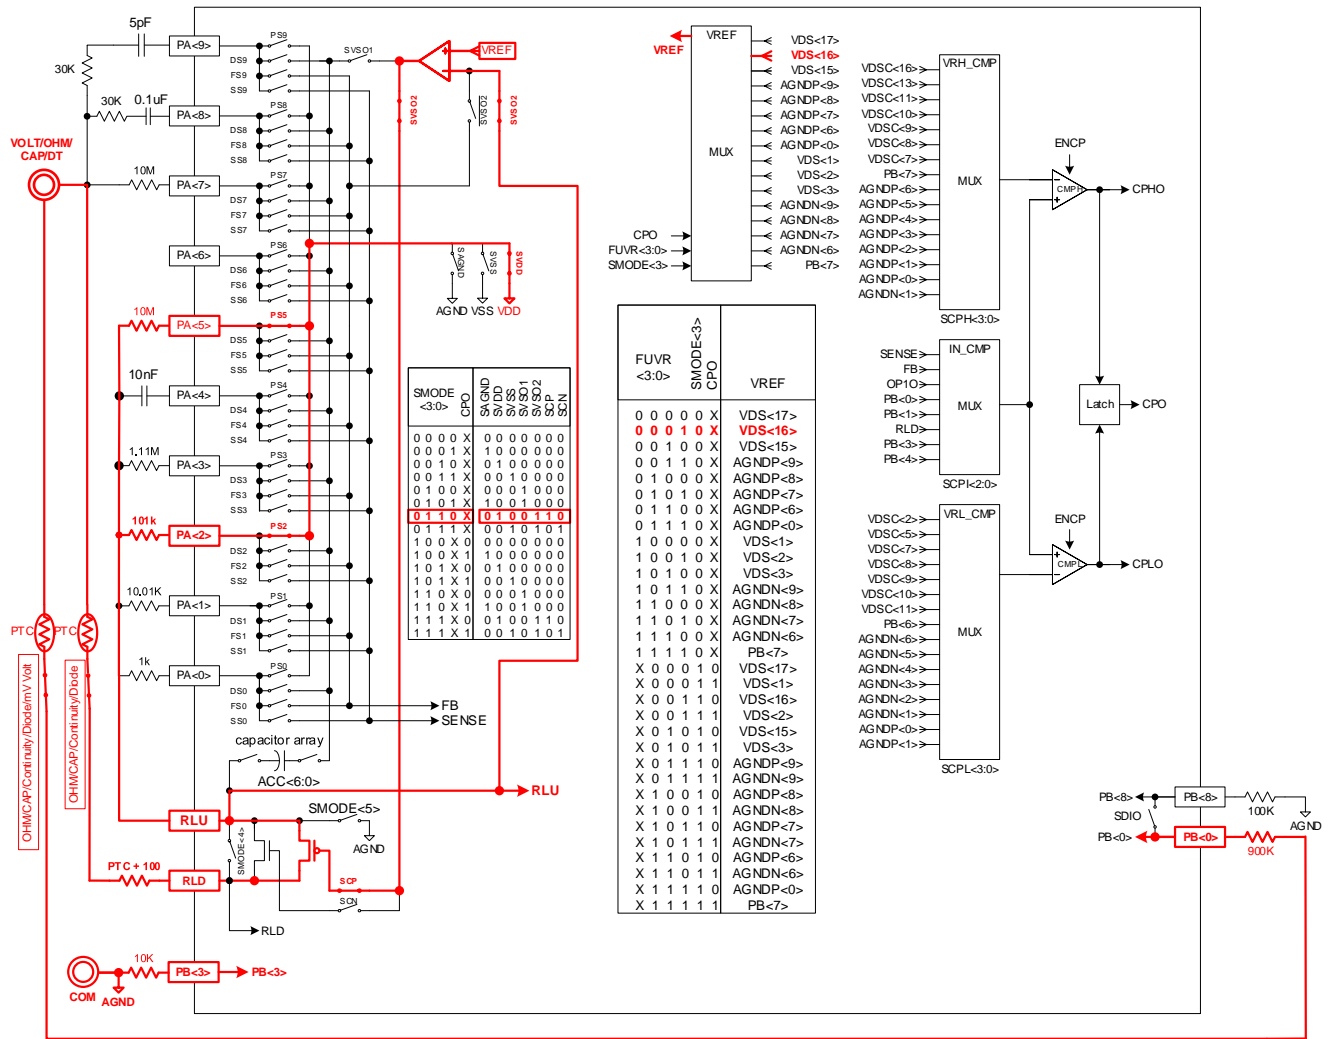 5pF
PA<9>
30K
30K
0.1uF
PA<8>
VOLT/OHM/
CAP/DT
10M
PA<7>
PA<6>
10M
PA<5>
10nF
PA<4>
1.11M
PA<3>
101k
PA<2>
10.01K
PA<1>
1k
PA<0>
PS9
DS9
FS9
SS9
PS8
DS8
FS8
SS8
PS7
DS7
FS7
SS7
PS6
DS6
FS6
SS6
PS5
DS5
FS5
SS5
PS4
DS4
FS4
SS4
PS3
DS3
FS3
SS3
PS2
DS2
FS2
SS2
PS1
DS1
FS1
SS1
PS0
DS0
FS0
SS0
SVSO1
VREF
SVSO2
SVSO2
SVSO2
SAGND
SVSS
SVDD
AGND VSS VDD
FB
SENSE
capacitor array
ACC<6:0>
RLU
RLU
SMODE<5>
AGND
SMODE<4>
PTC + 100
RLD
SCP
SCN
RLD
PTC
PTC
OHM/CAP/Continuity/Diode/mV Volt
OHM/CAP/Continuity/Diode
COM
AGND
10K
PB<3>
PB<3>
SMODE
<3:0>
CPO
SAGND
SVDD
SVSS
SVSO1
SVSO2
SCP
SCN
0 0 0 0 X 0 0 0 0 0 0 0
0 0 0 1 X 1 0 0 0 0 0 0
0 0 1 0 X 0 1 0 0 0 0 0
0 0 1 1 X 0 0 1 0 0 0 0
0 1 0 0 X 0 0 0 1 0 0 0
0 1 0 1 X 1 0 0 1 0 0 0
0 1 1 0 X 0 1 0 0 1 1 0
0 1 1 1 X 0 0 1 0 1 0 1
1 0 0 X 0 0 1 0 0 0 0 0
1 0 0 X 1 1 0 0 0 0 0 0
1 0 1 X 0 0 1 0 0 0 0 0
1 0 1 X 1 0 0 1 0 0 0 0
1 1 0 X 0 0 1 0 1 0 0 0
1 1 0 X 1 0 0 1 1 0 0 0
1 1 1 X 0 0 1 0 0 1 1 0
1 1 1 X 1 0 0 1 0 1 0 1
VREF
VREF
MUX
VDS<17>
VDS<16>
VDS<15>
AGNDP<9>
AGNDP<8>
AGNDP<7>
AGNDP<6>
AGNDP<0>
VDS<1>
VDS<2>
VDS<3>
AGNDN<9>
AGNDN<8>
AGNDN<7>
AGNDN<6>
PB<7>
CPO
FUVR<3:0>
SMODE<3>
FUVR
<3:0>
SMODE<3>
CPO
VREF
0 0 0 0 0 X VDS<17>
0 0 0 1 0 X VDS<16>
0 0 1 0 0 X VDS<15>
0 0 1 1 0 X AGNDP<9>
0 1 0 0 0 X AGNDP<8>
0 1 0 1 0 X AGNDP<7>
0 1 1 0 0 X AGNDP<6>
0 1 1 1 0 X AGNDP<0>
1 0 0 0 0 X VDS<1>
1 0 0 1 0 X VDS<2>
1 0 1 0 0 X VDS<3>
1 0 1 1 0 X AGNDN<9>
1 1 0 0 0 X AGNDN<8>
1 1 0 1 0 X AGNDN<7>
1 1 1 0 0 X AGNDN<6>
1 1 1 1 0 X PB<7>
X 0 0 0 1 0 VDS<17>
X 0 0 0 1 1 VDS<1>
X 0 0 1 1 0 VDS<16>
X 0 0 1 1 1 VDS<2>
X 0 1 0 1 0 VDS<15>
X 0 1 0 1 1 VDS<3>
X 0 1 1 1 0 AGNDP<9>
X 0 1 1 1 1 AGNDN<9>
X 1 0 0 1 0 AGNDP<8>
X 1 0 0 1 1 AGNDN<8>
X 1 0 1 1 0 AGNDP<7>
X 1 0 1 1 1 AGNDN<7>
X 1 1 0 1 0 AGNDP<6>
X 1 1 0 1 1 AGNDN<6>
X 1 1 1 1 0 AGNDP<0>
X 1 1 1 1 1 PB<7>
VRH_CMP
MUX
VDSC<16>
VDSC<13>
VDSC<11>
VDSC<10>
VDSC<9>
VDSC<8>
VDSC<7>
PB<7>
AGNDP<6>
AGNDP<5>
AGNDP<4>
AGNDP<3>
AGNDP<2>
AGNDP<1>
AGNDP<0>
AGNDN<1>
SCPH<3:0>
ENCP
CMPH
CPHO
IN_CMP
MUX
SENSE
FB
OP1O
PB<0>
PB<1>
RLD
PB<3>
PB<4>
SCPI<2:0>
Latch
CPO
VRL_CMP
MUX
VDSC<2>
VDSC<5>
VDSC<7>
VDSC<8>
VDSC<9>
VDSC<10>
VDSC<11>
PB<6>
AGNDN<6>
AGNDN<5>
AGNDN<4>
AGNDN<3>
AGNDN<2>
AGNDN<1>
AGNDP<0>
AGNDP<1>
SCPL<3:0>
ENCP
CMPL
CPLO
PB<8>
PB<8>
100K
AGND
SDIO
PB<0>
PB<0>
900K